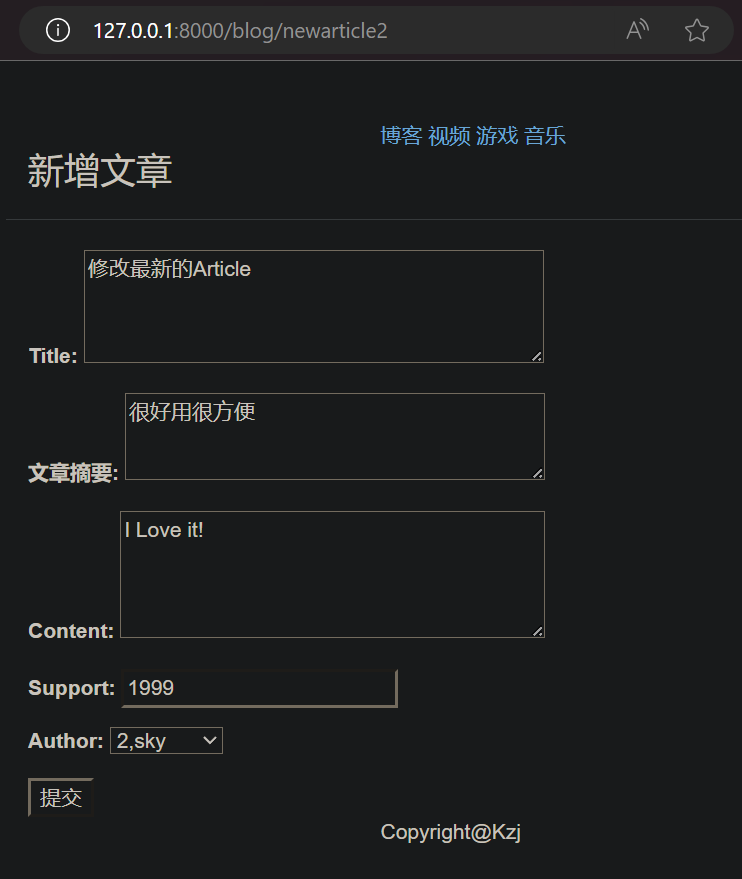 127.0.0.1:8000/blog/newarticle2
博客 视频 游戏 音乐
新增文章
Title: 修改最新的Article
文章摘要: 很好用很方便
Content: I Love it!
Support: 1999
Author: 2,sky
提交
Copyright@Kzj